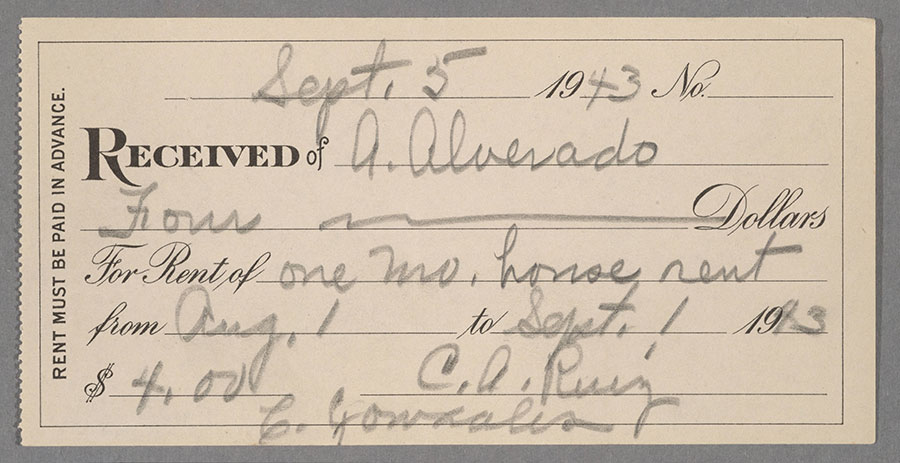 RENT MUST BE PAID IN ADVANCE.
Sept. 5 1943 No.
RECEIVED of A. Alverado
Four Dollars
For Rent of one mo. house rent
from Aug. 1 to Sept. 1 1943
$ 4.00 C. A. Ruiz
C. Gonzales